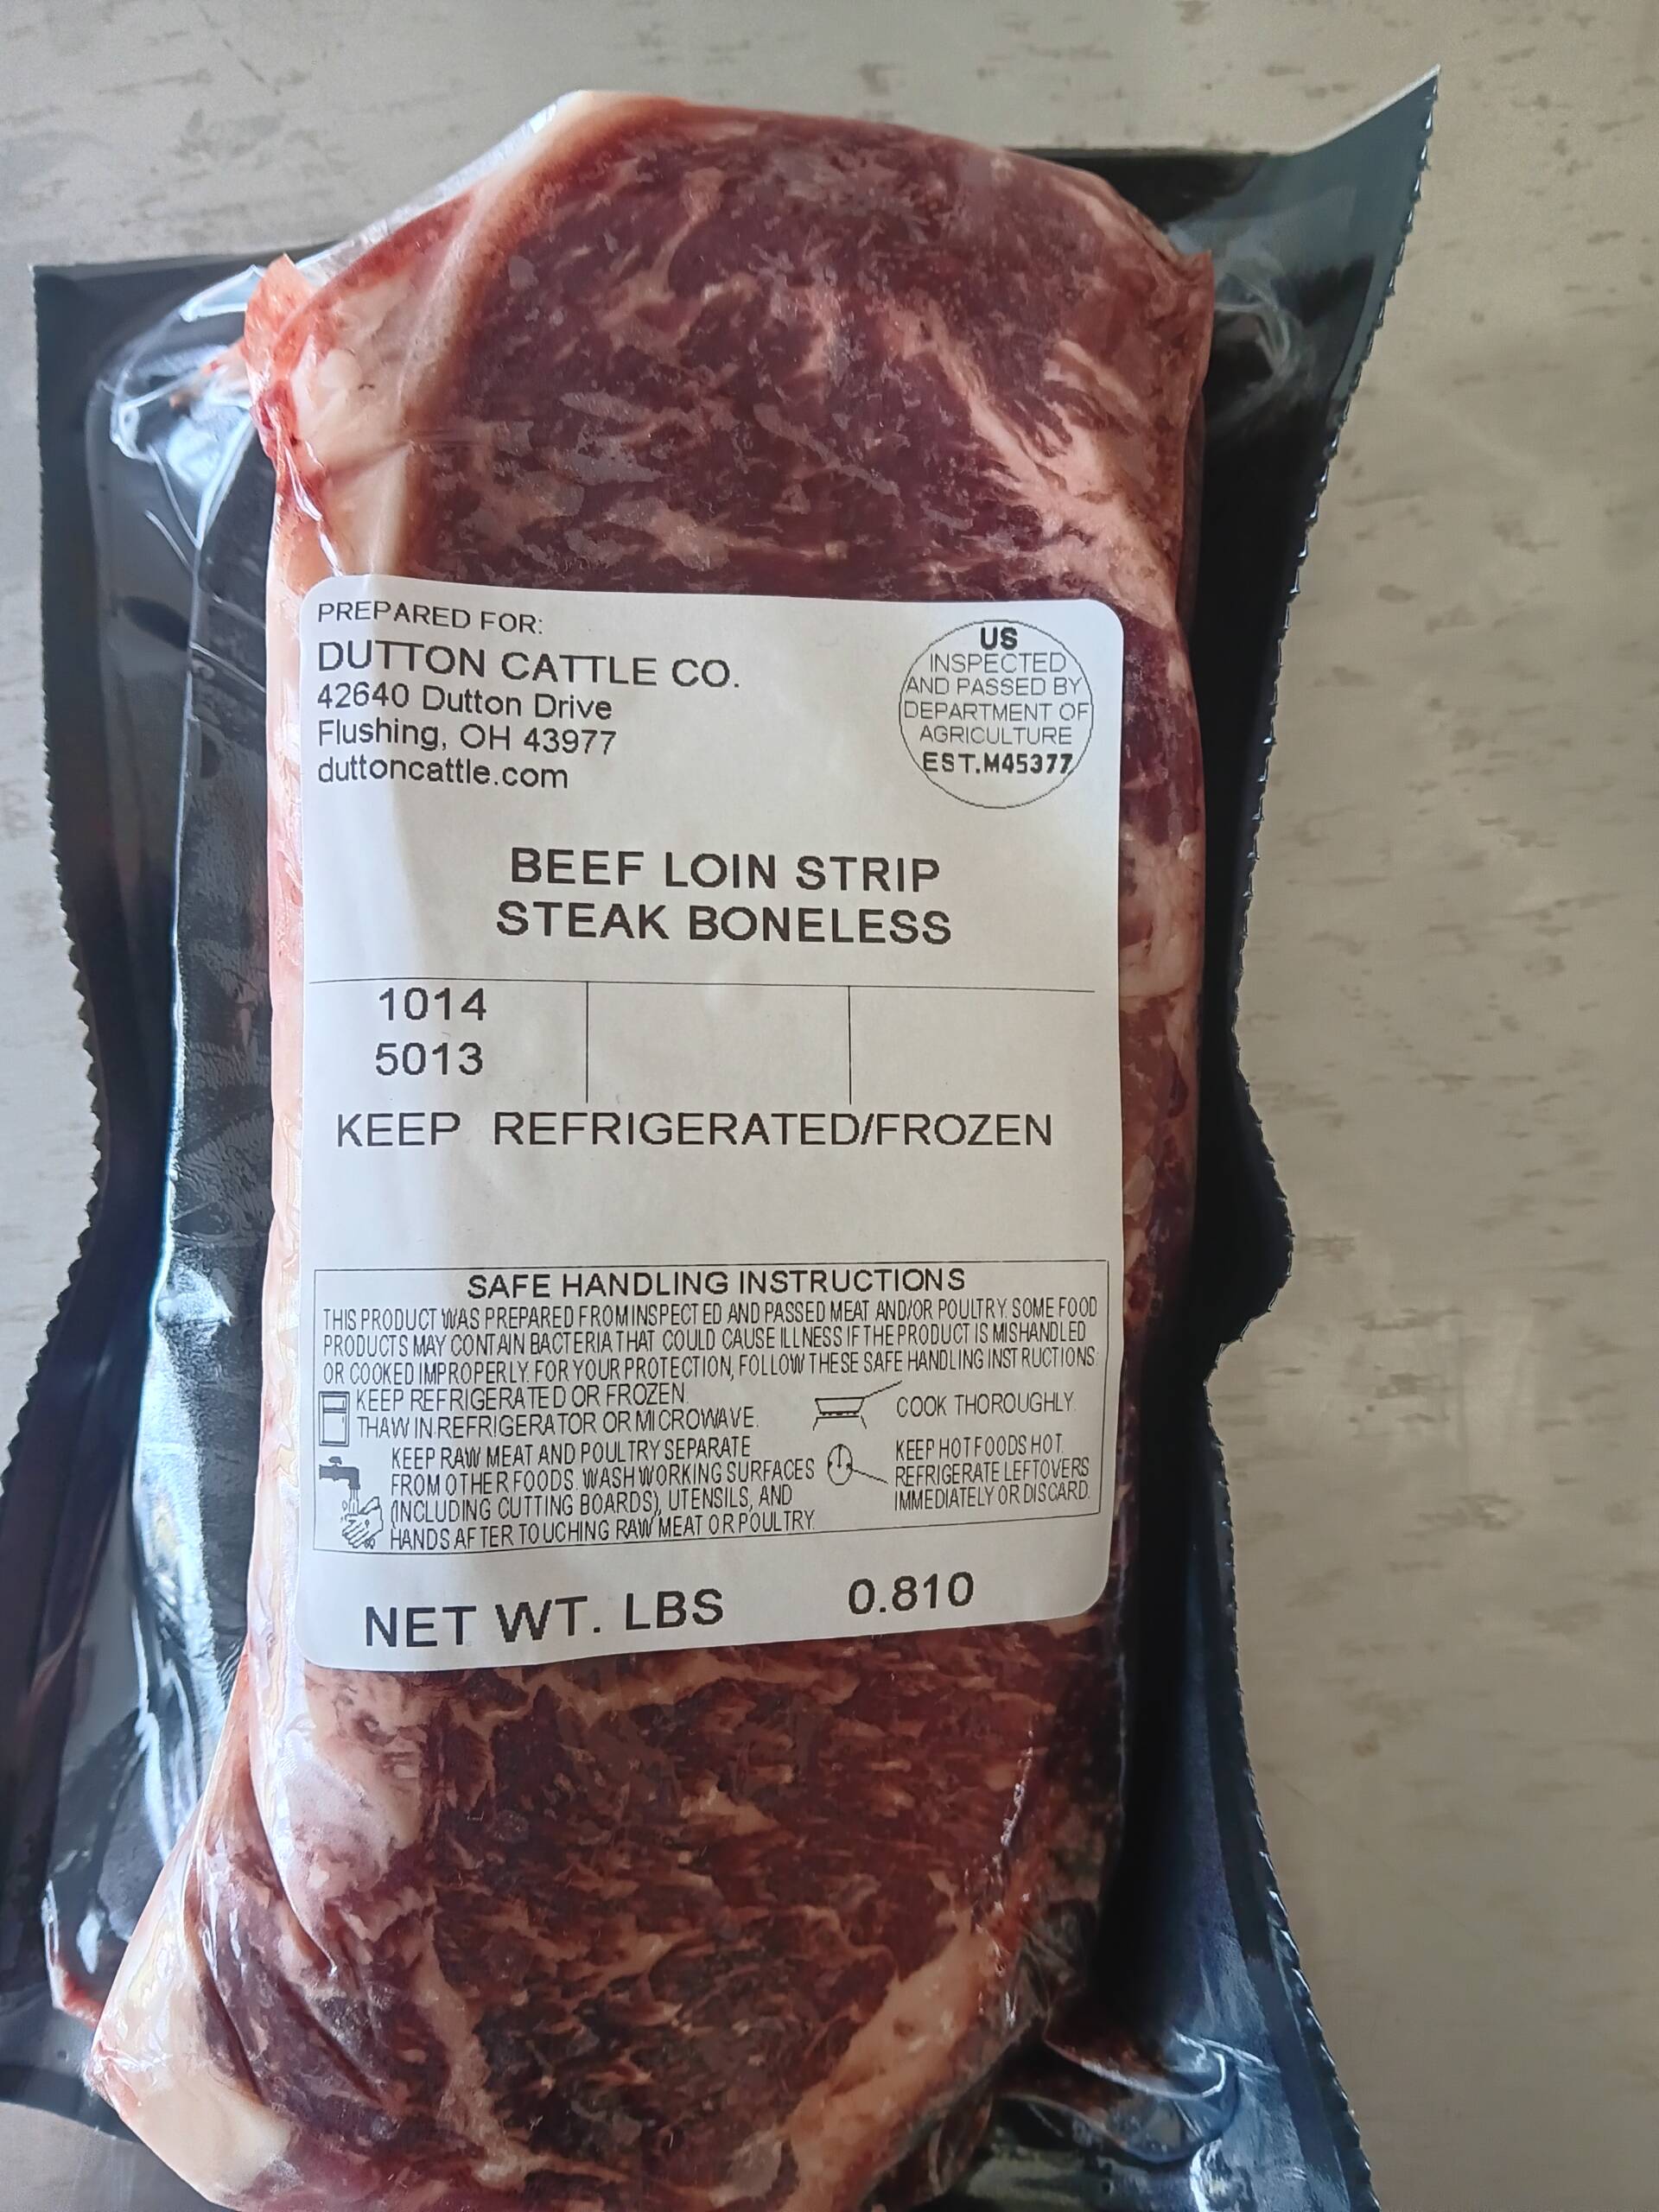 PREPARED FOR:
DUTTON CATTLE CO.
42640 Dutton Drive
Flushing, OH 43977
duttoncattle.com
US
INSPECTED
AND PASSED BY
DEPARTMENT OF
AGRICULTURE
EST.M45377
BEEF LOIN STRIP
STEAK BONELESS
1014
5013
KEEP REFRIGERATED/FROZEN
SAFE HANDLING INSTRUCTIONS
THIS PRODUCT WAS PREPARED FROM INSPECTED AND PASSED MEAT AND/OR POULTRY. SOME FOOD
PRODUCTS MAY CONTAIN BACTERIA THAT COULD CAUSE ILLNESS IF THE PRODUCT IS MISHANDLED
OR COOKED IMPROPERLY. FOR YOUR PROTECTION, FOLLOW THESE SAFE HANDLING INSTRUCTIONS.
KEEP REFRIGERATED OR FROZEN.
THAW IN REFRIGERATOR OR MICROWAVE.
KEEP RAW MEAT AND POULTRY SEPARATE
FROM OTHER FOODS. WASH WORKING SURFACES
(INCLUDING CUTTING BOARDS), UTENSILS, AND
HANDS AFTER TOUCHING RAW MEAT OR POULTRY.
COOK THOROUGHLY.
KEEP HOT FOODS HOT.
REFRIGERATE LEFTOVERS
IMMEDIATELY OR DISCARD.
NET WT. LBS 0.810